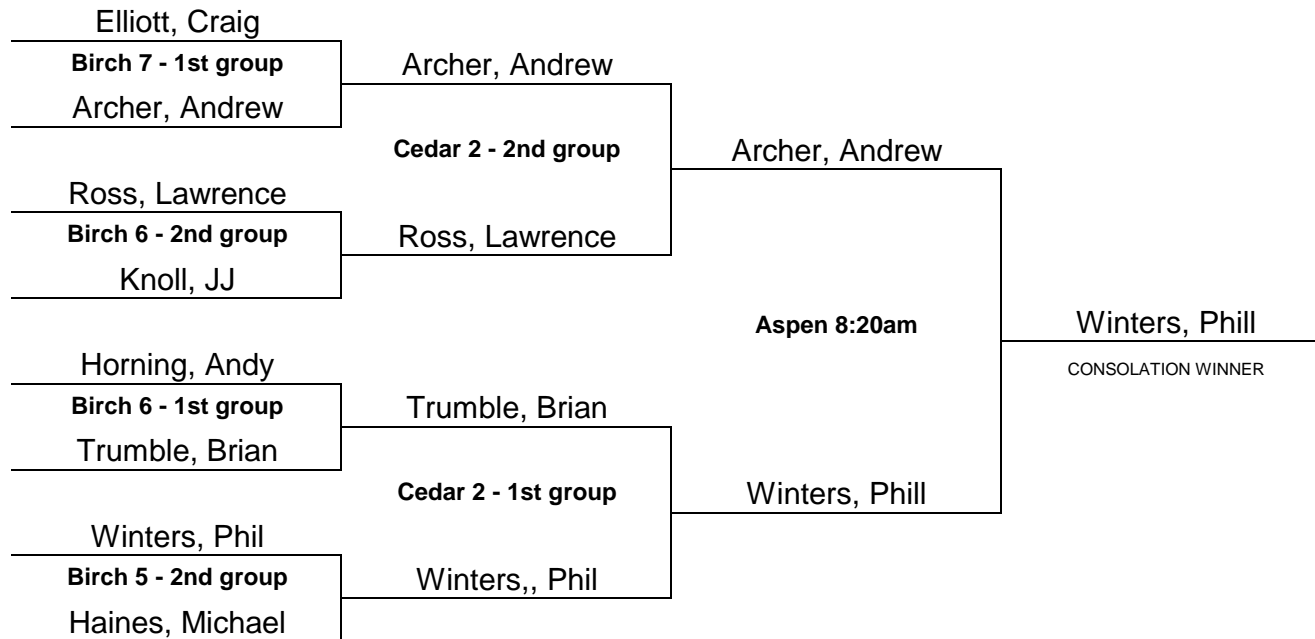 Elliott, Craig
Birch 7 - 1st group
Archer, Andrew
Archer, Andrew
Cedar 2 - 2nd group
Archer, Andrew
Ross, Lawrence
Birch 6 - 2nd group
Ross, Lawrence
Knoll, JJ
Aspen 8:20am
Winters, Phill
CONSOLATION WINNER
Horning, Andy
Birch 6 - 1st group
Trumble, Brian
Trumble, Brian
Cedar 2 - 1st group
Winters, Phill
Winters, Phil
Birch 5 - 2nd group
Winters,, Phil
Haines, Michael